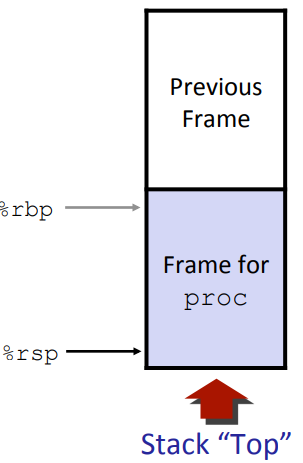 Previous
Frame
%rbp
Frame for
proc
%rsp
Stack “Top”